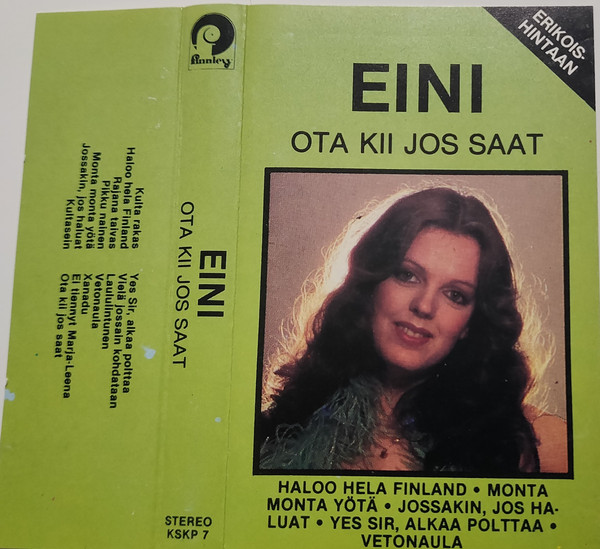 Kulta rakas
Haloo hela Finland
Rajana taivas
Pikku nainen
Monta monta yötä
Jossakin, jos haluat
Kultasein
Yes Sir, alkaa polttaa
Vielä jossain kohdataan
Laululintunen
Vetonaula
Xanadu
Ei tiennyt Marja-Leena
Ota kii jos saat
finnlevy
EINI
OTA KII JOS SAAT
STEREO
KSKP 7
ERIKOIS-
HINTAAN
EINI
OTA KII JOS SAAT
HALOO HELA FINLAND • MONTA
MONTA YÖTÄ • JOSSAKIN, JOS HA-
LUAT • YES SIR, ALKAA POLTTAA •
VETONAULA